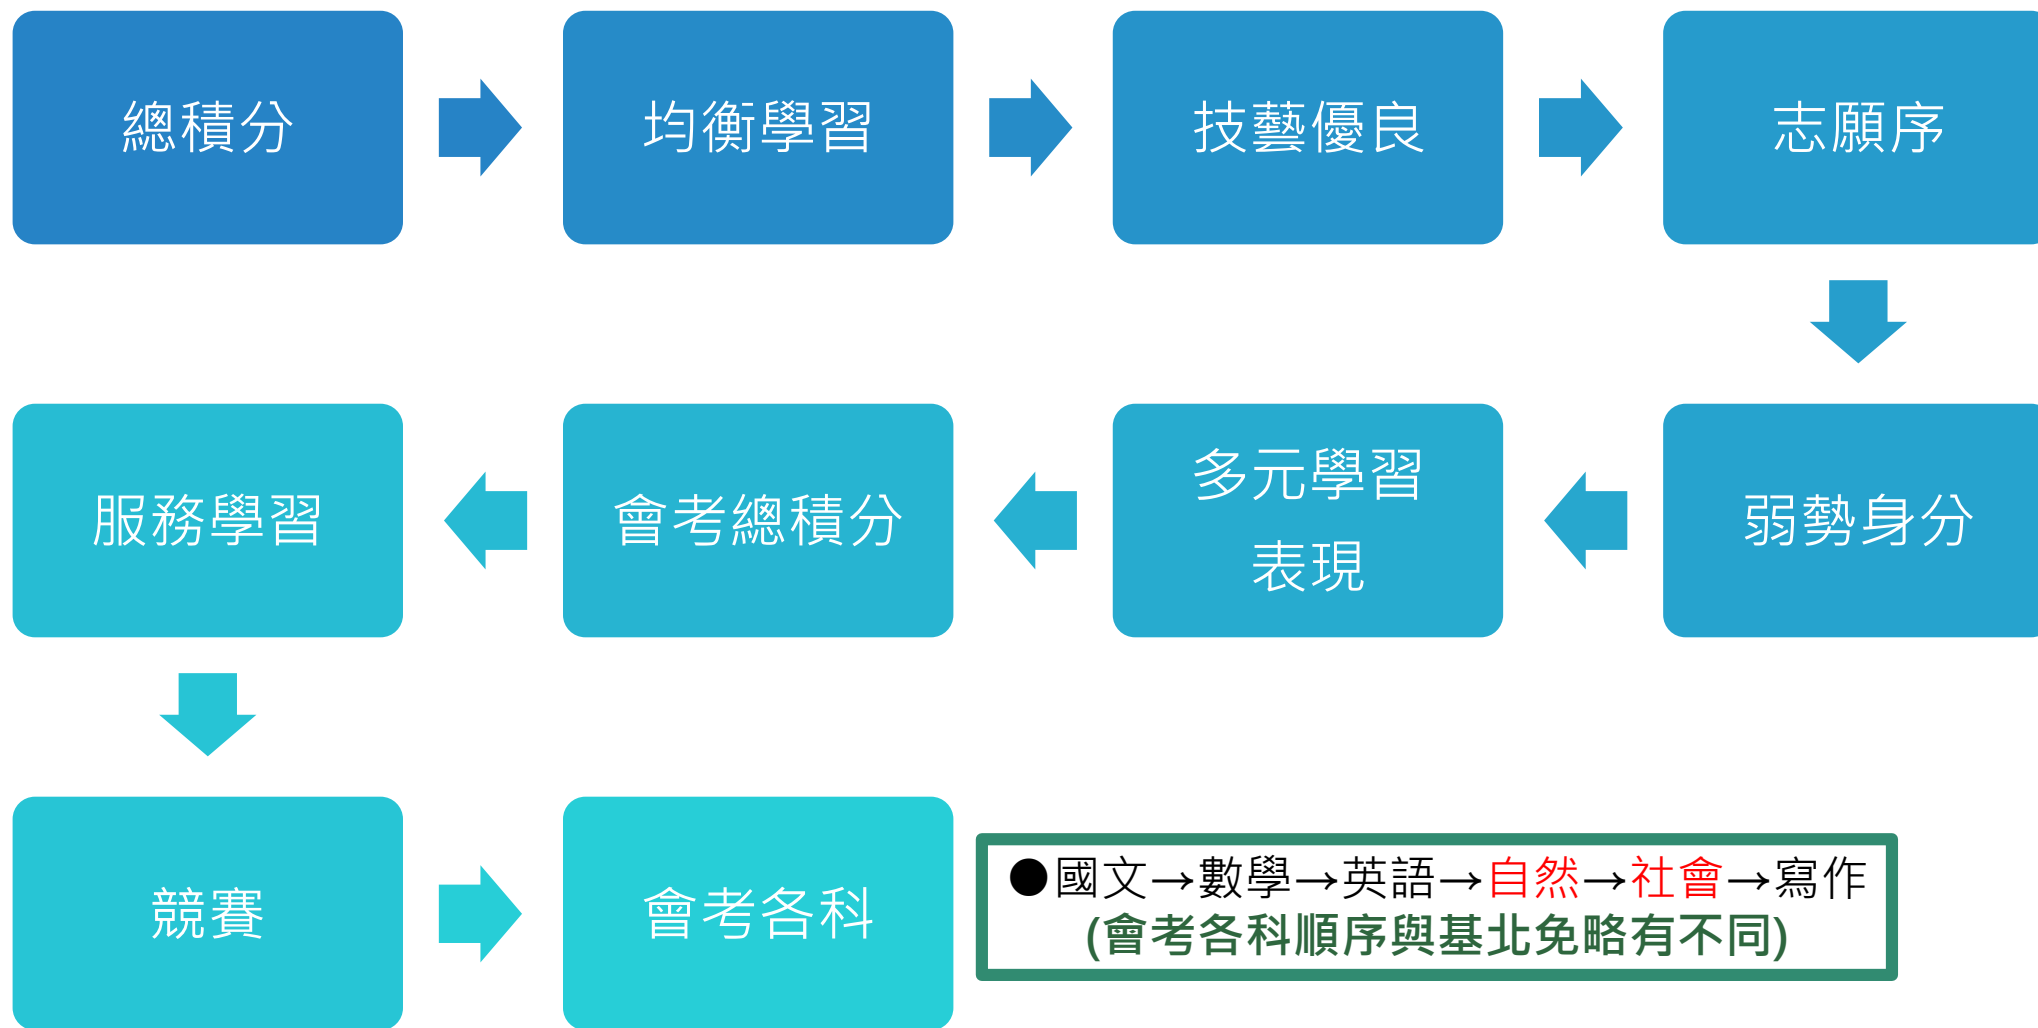 總積分
均衡學習
技藝優良
志願序
弱勢身分
多元學習
表現
會考總積分
服務學習
競賽
會考各科
●國文→數學→英語→自然→社會→寫作
(會考各科順序與基北免略有不同)